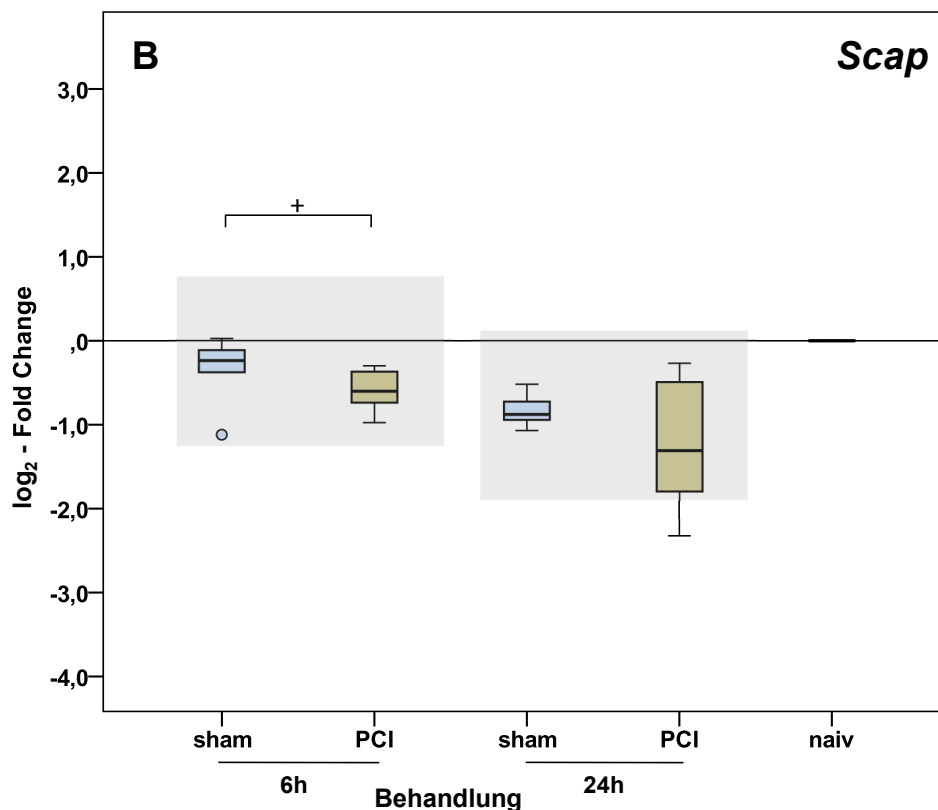 B
Scap
3,0
2,0
+
1,0
,0
-1,0
-2,0
-3,0
-4,0
log₂ - Fold Change
sham PCI sham PCI naiv
6h 24h
Behandlung